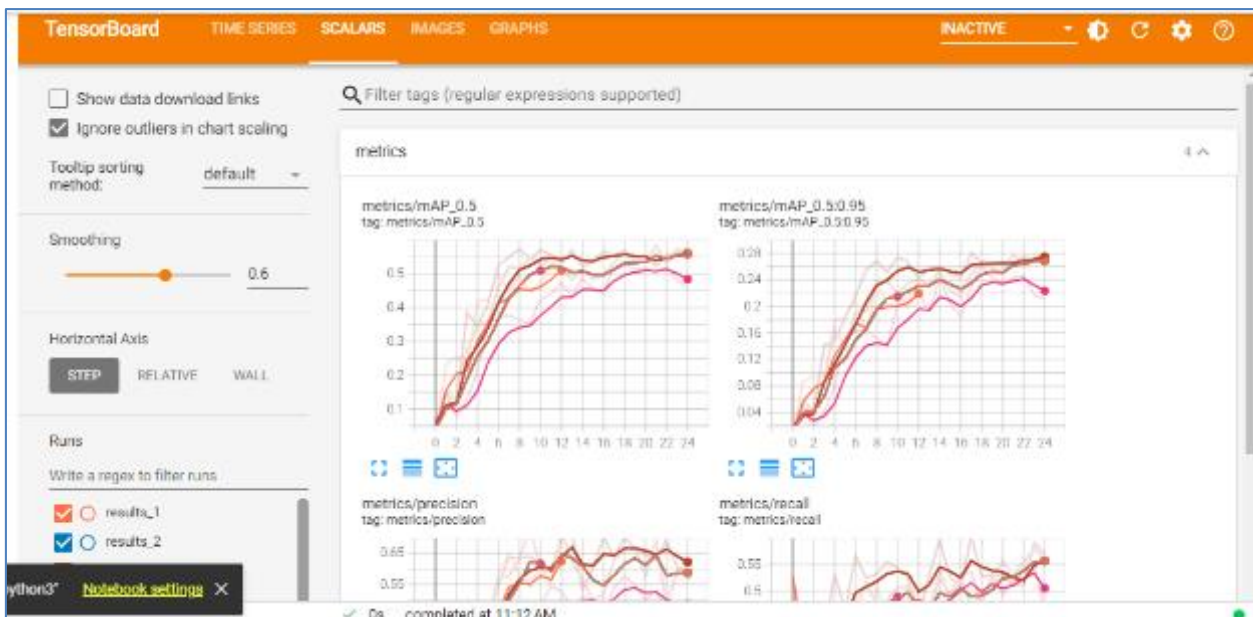 TensorBoard TIME SERIES SCALARS IMAGES GRAPHS INACTIVE
Show data download links
Ignore outliers in chart scaling
Tooltip sorting method: default
Smoothing
0.6
Horizontal Axis
STEP RELATIVE WALL
Runs
Write a regex to filter runs
results_1
results_2
ython3" Notebook settings X
Filter tags (regular expressions supported)
metrics 4
metrics/mAP_0.5
tag: metrics/mAP_0.5
0.5
0.4
0.3
0.2
0.1
0 2 4 6 8 10 12 14 16 18 20 22 24
metrics/mAP_0.5:0.95
tag: metrics/mAP_0.5:0.95
0.28
0.24
0.2
0.16
0.12
0.08
0.04
0 2 4 6 8 10 12 14 16 18 20 22 24
metrics/precision
tag: metrics/precision
0.65
0.55
metrics/recall
tag: metrics/recall
0.55
0.5
0s completed at 11:12 AM